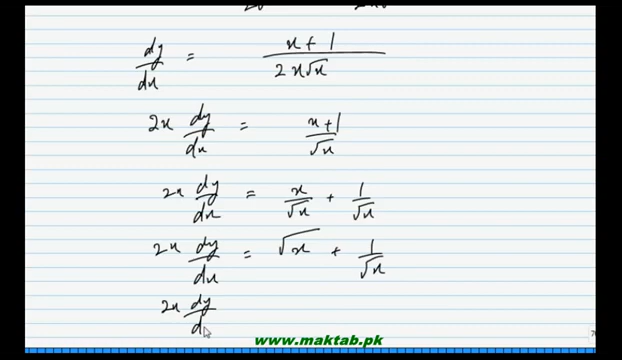 dy/dx = x + 1 / 2x√x
2x dy/dx = x + 1 / √x
2x dy/dx = x/√x + 1/√x
2x dy/dx = √x + 1/√x
2x dy/d
www.maktab.pk